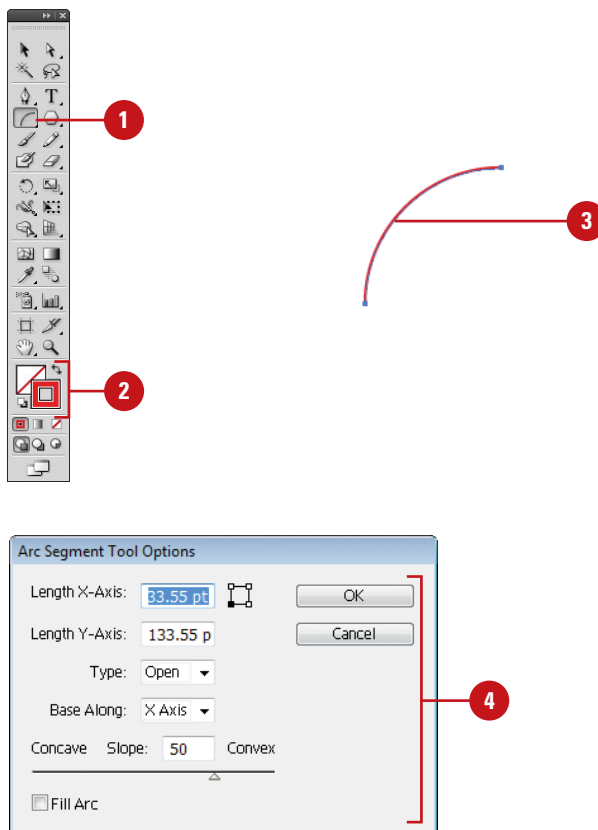 1
3
2
Arc Segment Tool Options
Length X-Axis: 33.55 pt OK
Length Y-Axis: 133.55 p Cancel
Type: Open
Base Along: X Axis
4
Concave Slope: 50 Convex
Fill Arc